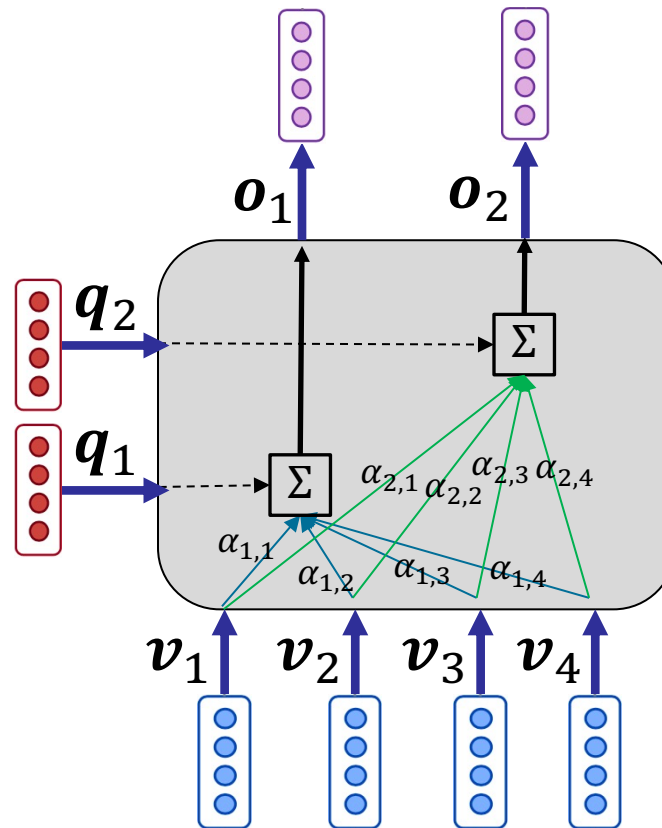 o₁ o₂
q₂
Σ
q₁
α₂,₁ α₂,₂ α₂,₃ α₂,₄
Σ
α₁,₁ α₁,₂ α₁,₃ α₁,₄
v₁ v₂ v₃ v₄